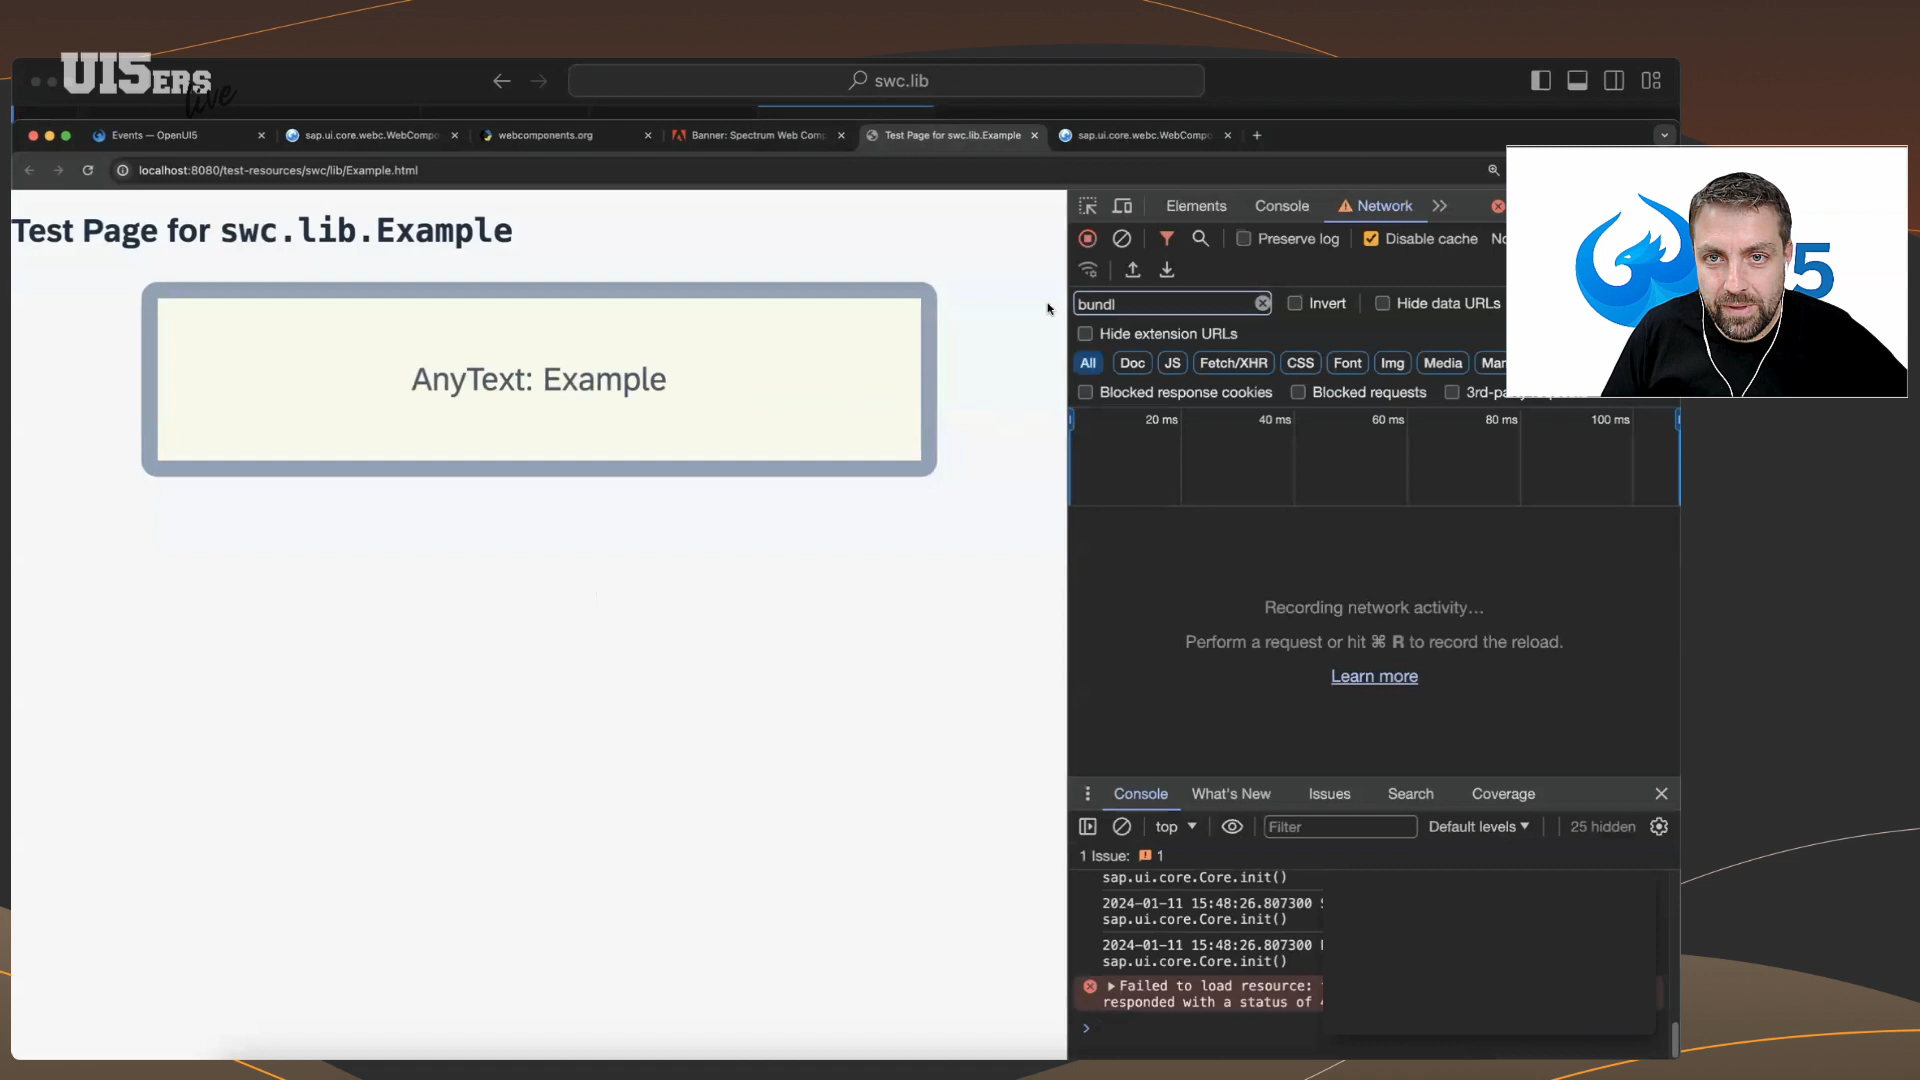 UI5ERS
live
swc.lib
Events — OpenUI5
sap.ui.core.webc.WebCompo
webcomponents.org
Banner: Spectrum Web Comp
Test Page for swc.lib.Example
sap.ui.core.webc.WebCompo
localhost:8080/test-resources/swc/lib/Example.html
Test Page for swc.lib.Example
AnyText: Example
5
Elements
Console
Network
Preserve log
Disable cache
No
bundl
Invert
Hide data URLs
Hide extension URLs
All
Doc
JS
Fetch/XHR
CSS
Font
Img
Media
Man
Blocked response cookies
Blocked requests
3rd-pa
20 ms
40 ms
60 ms
80 ms
100 ms
Recording network activity…
Perform a request or hit ⌘ R to record the reload.
Learn more
Console
What's New
Issues
Search
Coverage
top
Filter
Default levels
25 hidden
1 Issue:
1
sap.ui.core.Core.init()
2024-01-11 15:48:26.807300
sap.ui.core.Core.init()
2024-01-11 15:48:26.807300
sap.ui.core.Core.init()
Failed to load resource:
responded with a status of